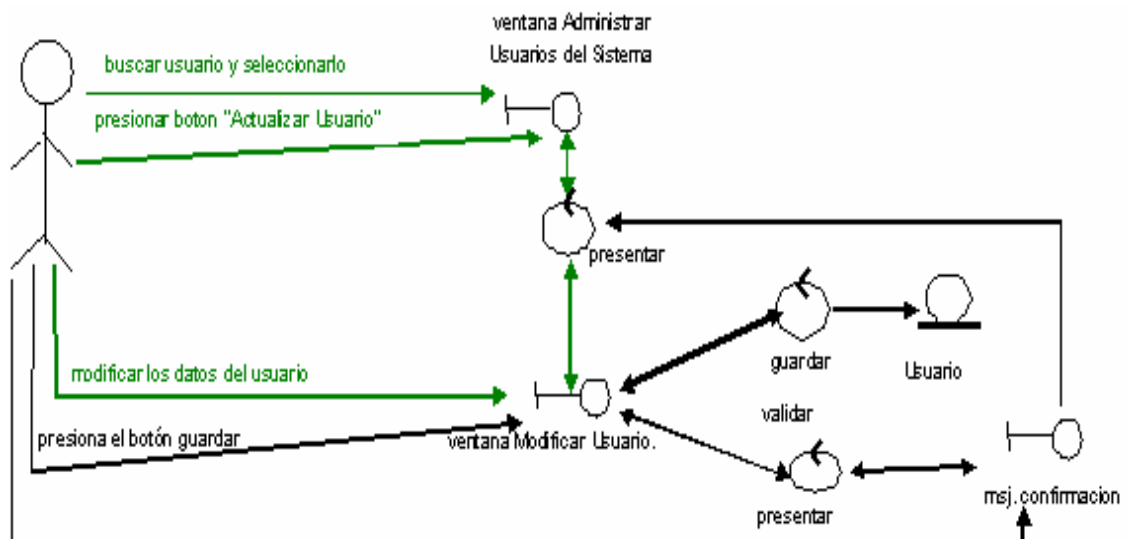 ventana Administrar
Usuarios del Sistema
buscar usuario y seleccionarlo
presionar boton "Actualizar Usuario"
presentar
guardar
Usuario
modificar los datos del usuario
validar
presiona el botón guardar
ventana Modificar Usuario.
msj.confirmacion
presentar